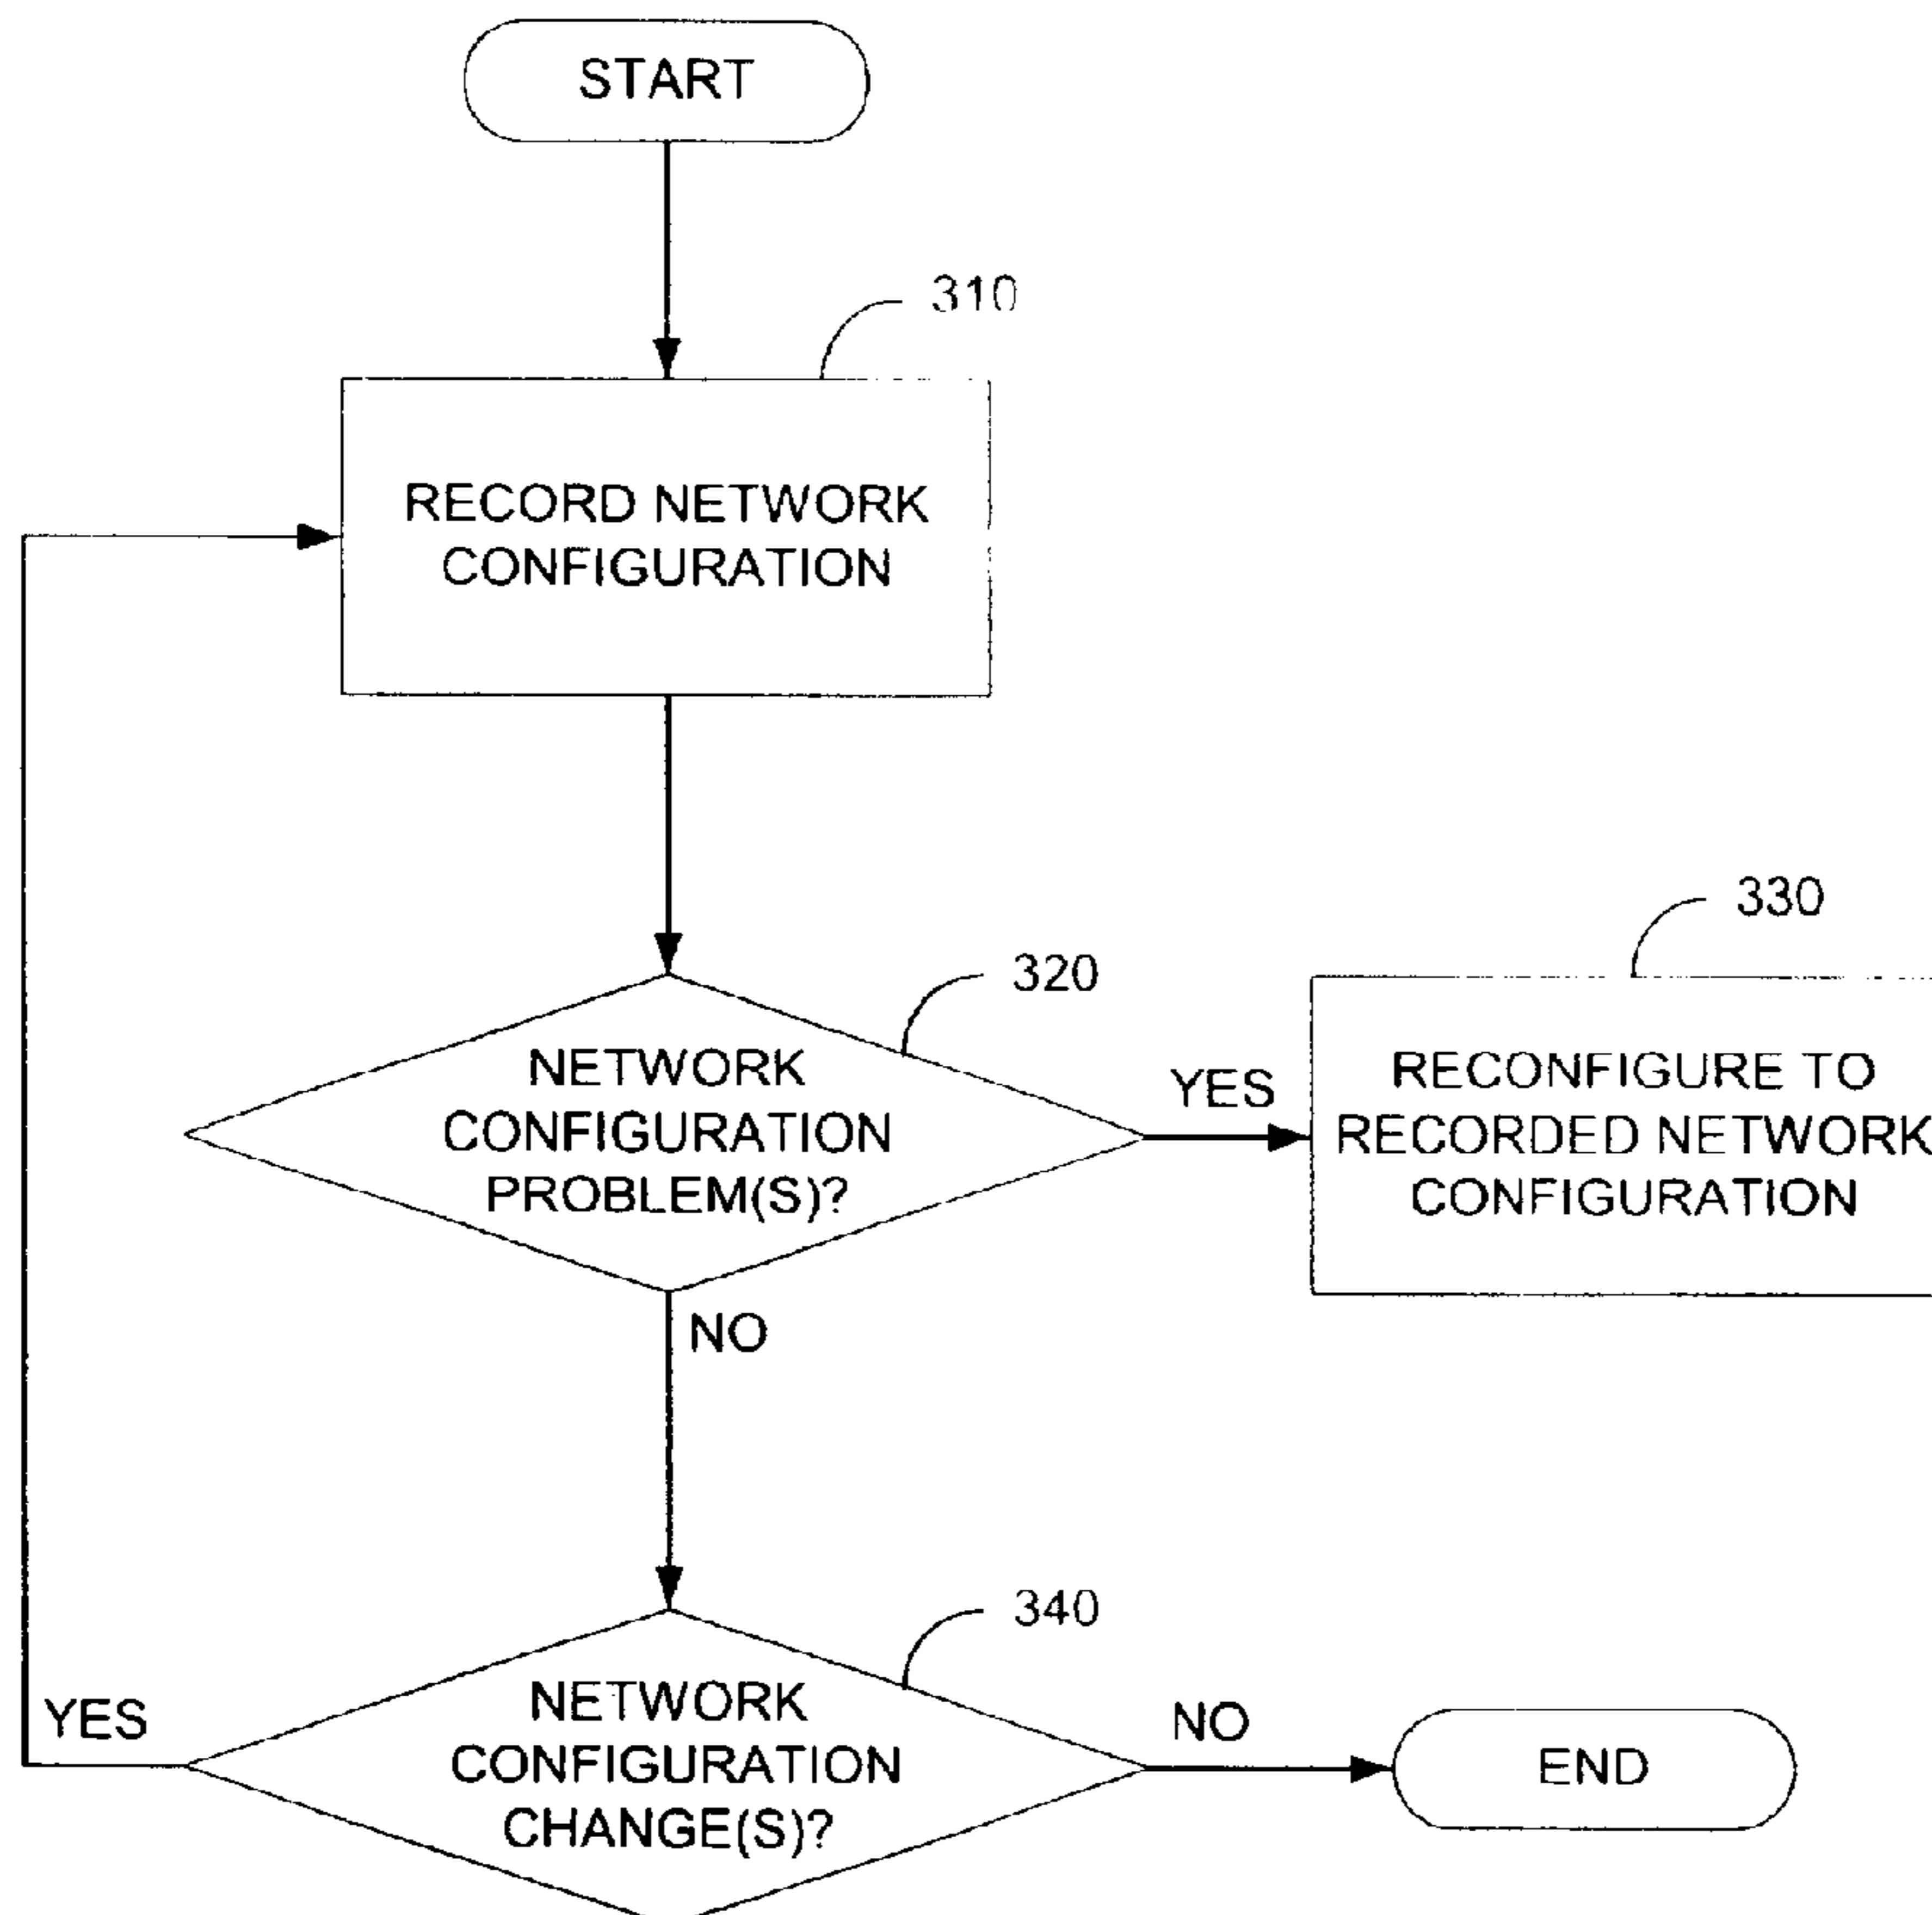 START
310
RECORD NETWORK
CONFIGURATION
320
NETWORK
CONFIGURATION
PROBLEM(S)?
YES
330
RECONFIGURE TO
RECORDED NETWORK
CONFIGURATION
NO
340
NETWORK
CONFIGURATION
CHANGE(S)?
YES
NO
END